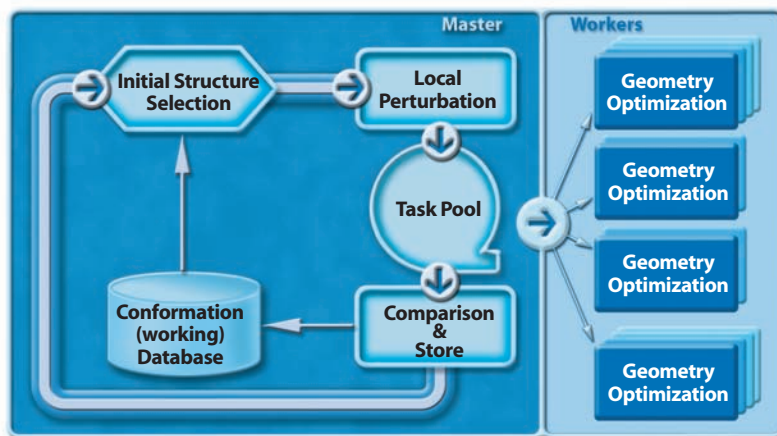 Master
Workers
Initial Structure
Selection
Local
Perturbation
Task Pool
Comparison
&
Store
Conformation
(working)
Database
Geometry
Optimization
Geometry
Optimization
Geometry
Optimization
Geometry
Optimization